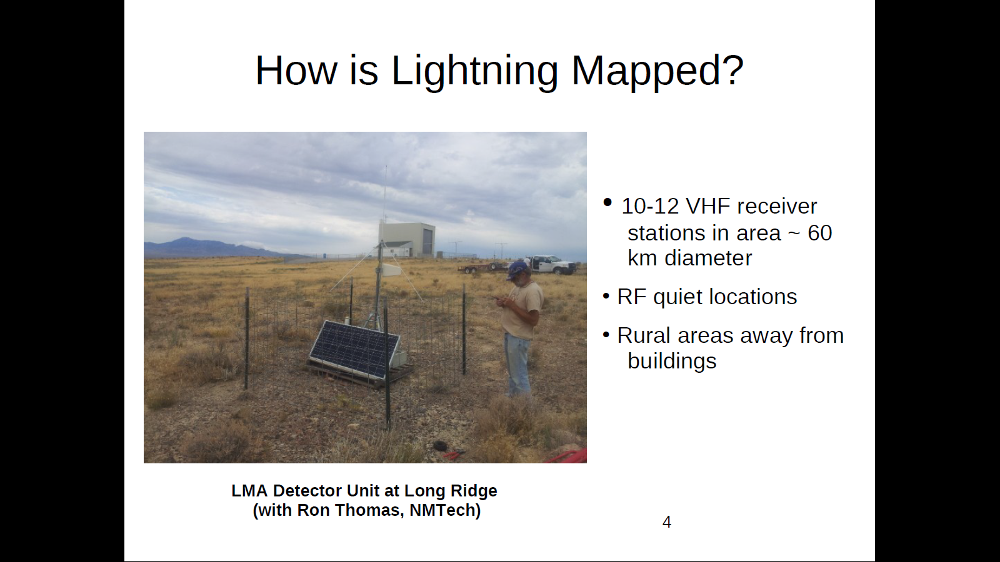 How is Lightning Mapped?
• 10-12 VHF receiver
stations in area ~ 60
km diameter
• RF quiet locations
• Rural areas away from
buildings
LMA Detector Unit at Long Ridge
(with Ron Thomas, NMTech)
4